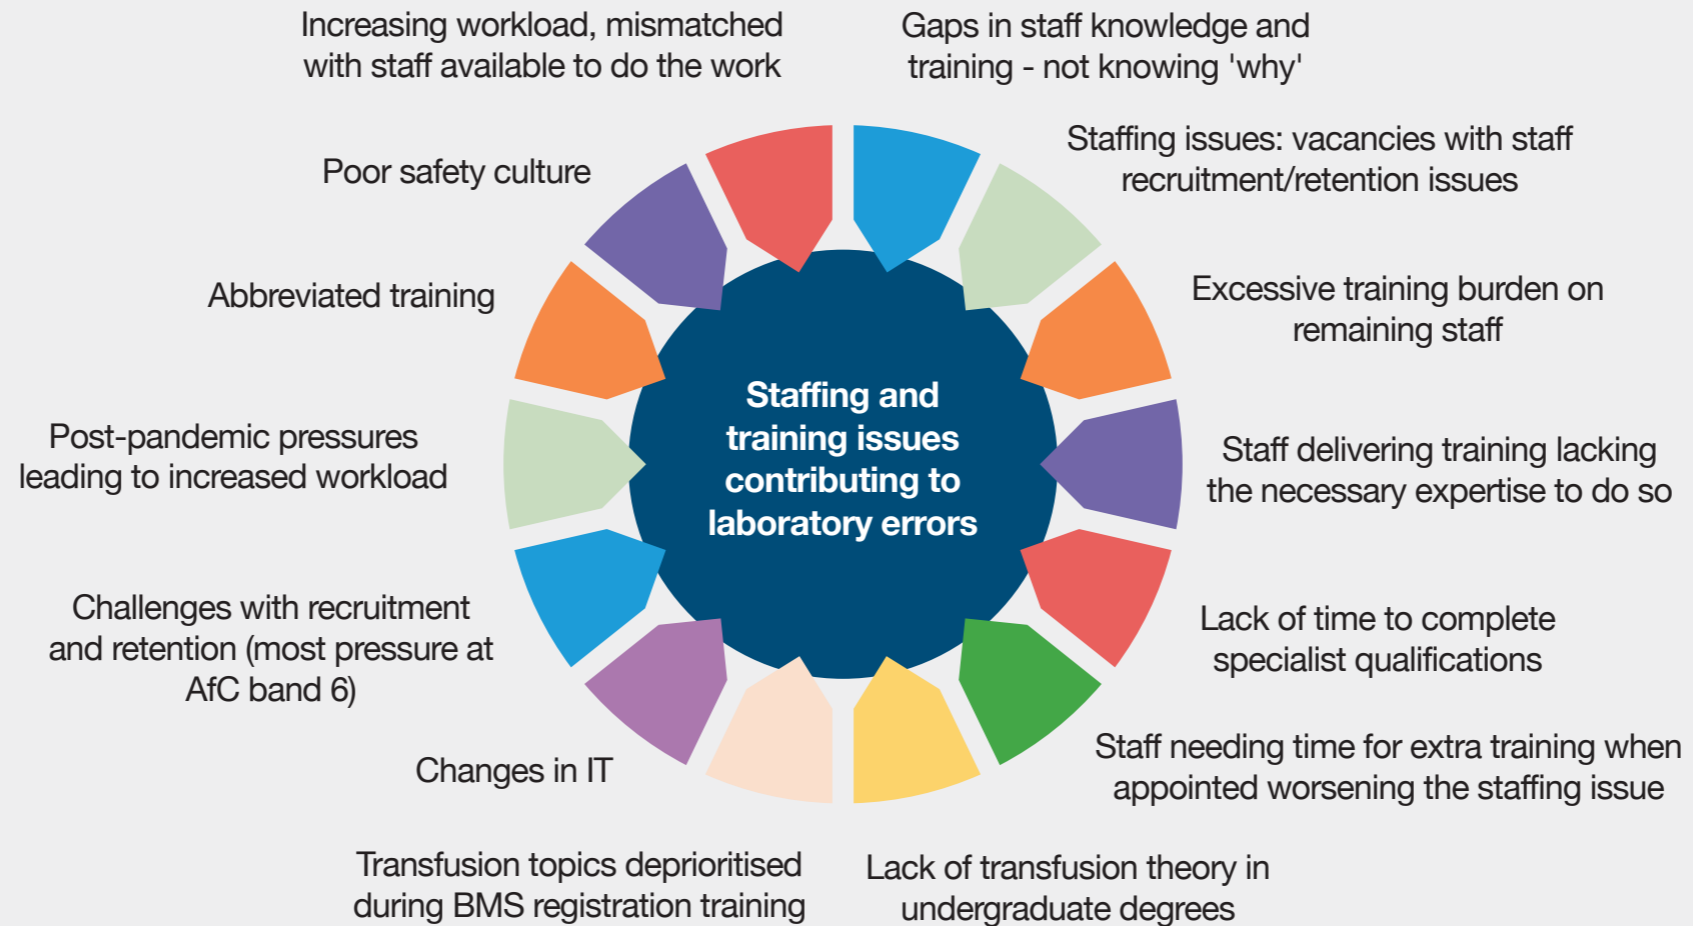 Increasing workload, mismatched
with staff available to do the work
Gaps in staff knowledge and
training - not knowing 'why'
Staffing issues: vacancies with staff
recruitment/retention issues
Excessive training burden on
remaining staff
Staff delivering training lacking
the necessary expertise to do so
Lack of time to complete
specialist qualifications
Staff needing time for extra training when
appointed worsening the staffing issue
Lack of transfusion theory in
undergraduate degrees
Transfusion topics deprioritised
during BMS registration training
Changes in IT
Challenges with recruitment
and retention (most pressure at
AfC band 6)
Post-pandemic pressures
leading to increased workload
Abbreviated training
Poor safety culture
Staffing and
training issues
contributing to
laboratory errors